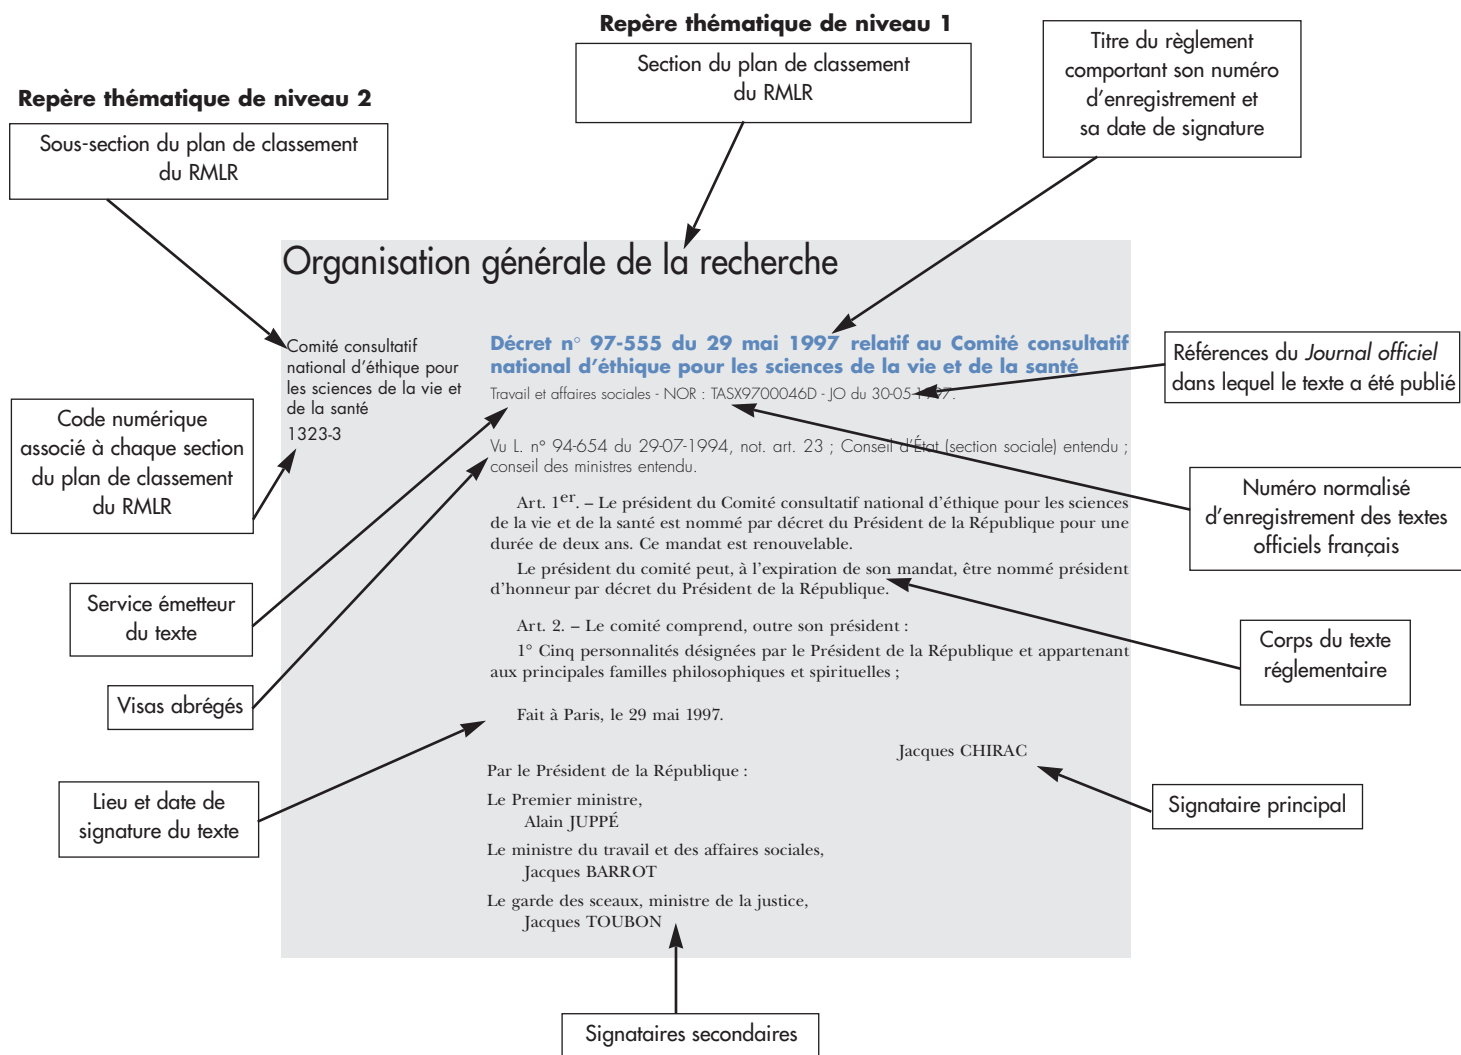 Repère thématique de niveau 1
Section du plan de classement
du RMLR
Titre du règlement
comportant son numéro
d'enregistrement et
sa date de signature
Repère thématique de niveau 2
Sous-section du plan de classement
du RMLR
Organisation générale de la recherche
Comité consultatif
national d'éthique pour
les sciences de la vie et
de la santé
1323-3
Décret n° 97-555 du 29 mai 1997 relatif au Comité consultatif
national d'éthique pour les sciences de la vie et de la santé
Travail et affaires sociales - NOR : TASX9700046D - JO du 30-05-1997.
Références du Journal officiel
dans lequel le texte a été publié
Code numérique
associé à chaque section
du plan de classement
du RMLR
Vu L. n° 94-654 du 29-07-1994, not. art. 23 ; Conseil d'État (section sociale) entendu ;
conseil des ministres entendu.
Numéro normalisé
d'enregistrement des textes
officiels français
Art. 1er. – Le président du Comité consultatif national d'éthique pour les sciences
de la vie et de la santé est nommé par décret du Président de la République pour une
durée de deux ans. Ce mandat est renouvelable.
Le président du comité peut, à l'expiration de son mandat, être nommé président
d'honneur par décret du Président de la République.
Service émetteur
du texte
Art. 2. – Le comité comprend, outre son président :
1° Cinq personnalités désignées par le Président de la République et appartenant
aux principales familles philosophiques et spirituelles ;
Corps du texte
réglementaire
Visas abrégés
Fait à Paris, le 29 mai 1997.
Jacques CHIRAC
Par le Président de la République :
Le Premier ministre,
Alain JUPPÉ
Lieu et date de
signature du texte
Signataire principal
Le ministre du travail et des affaires sociales,
Jacques BARROT
Le garde des sceaux, ministre de la justice,
Jacques TOUBON
Signataires secondaires